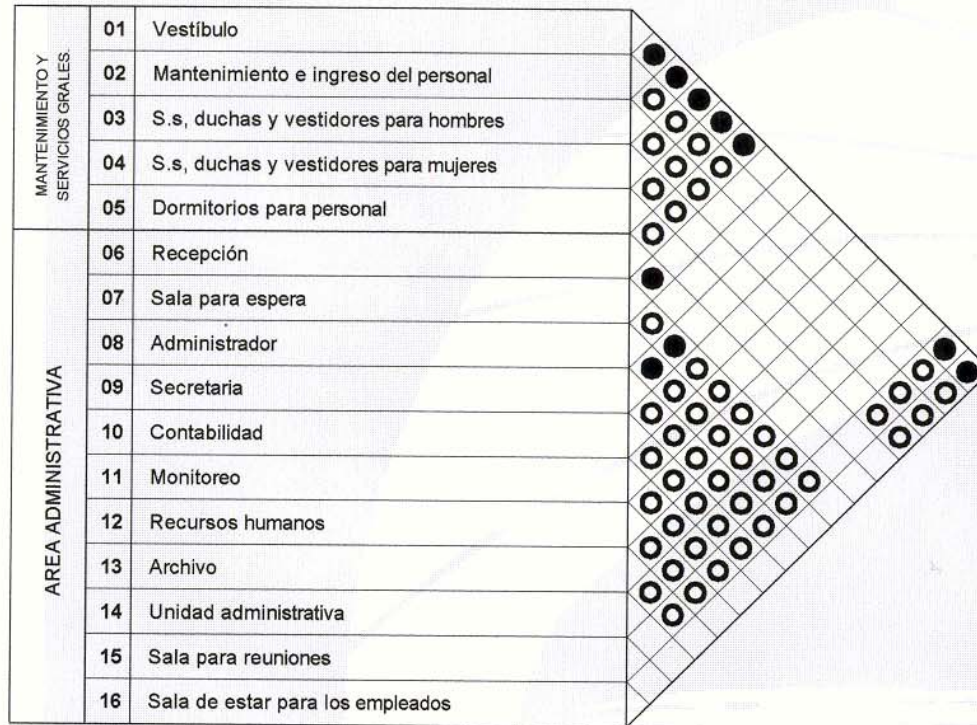 MANTENIMIENTO Y
SERVICIOS GRALES.
01 Vestíbulo
02 Mantenimiento e ingreso del personal
03 S.s, duchas y vestidores para hombres
04 S.s, duchas y vestidores para mujeres
05 Dormitorios para personal
AREA ADMINISTRATIVA
06 Recepción
07 Sala para espera
08 Administrador
09 Secretaria
10 Contabilidad
11 Monitoreo
12 Recursos humanos
13 Archivo
14 Unidad administrativa
15 Sala para reuniones
16 Sala de estar para los empleados